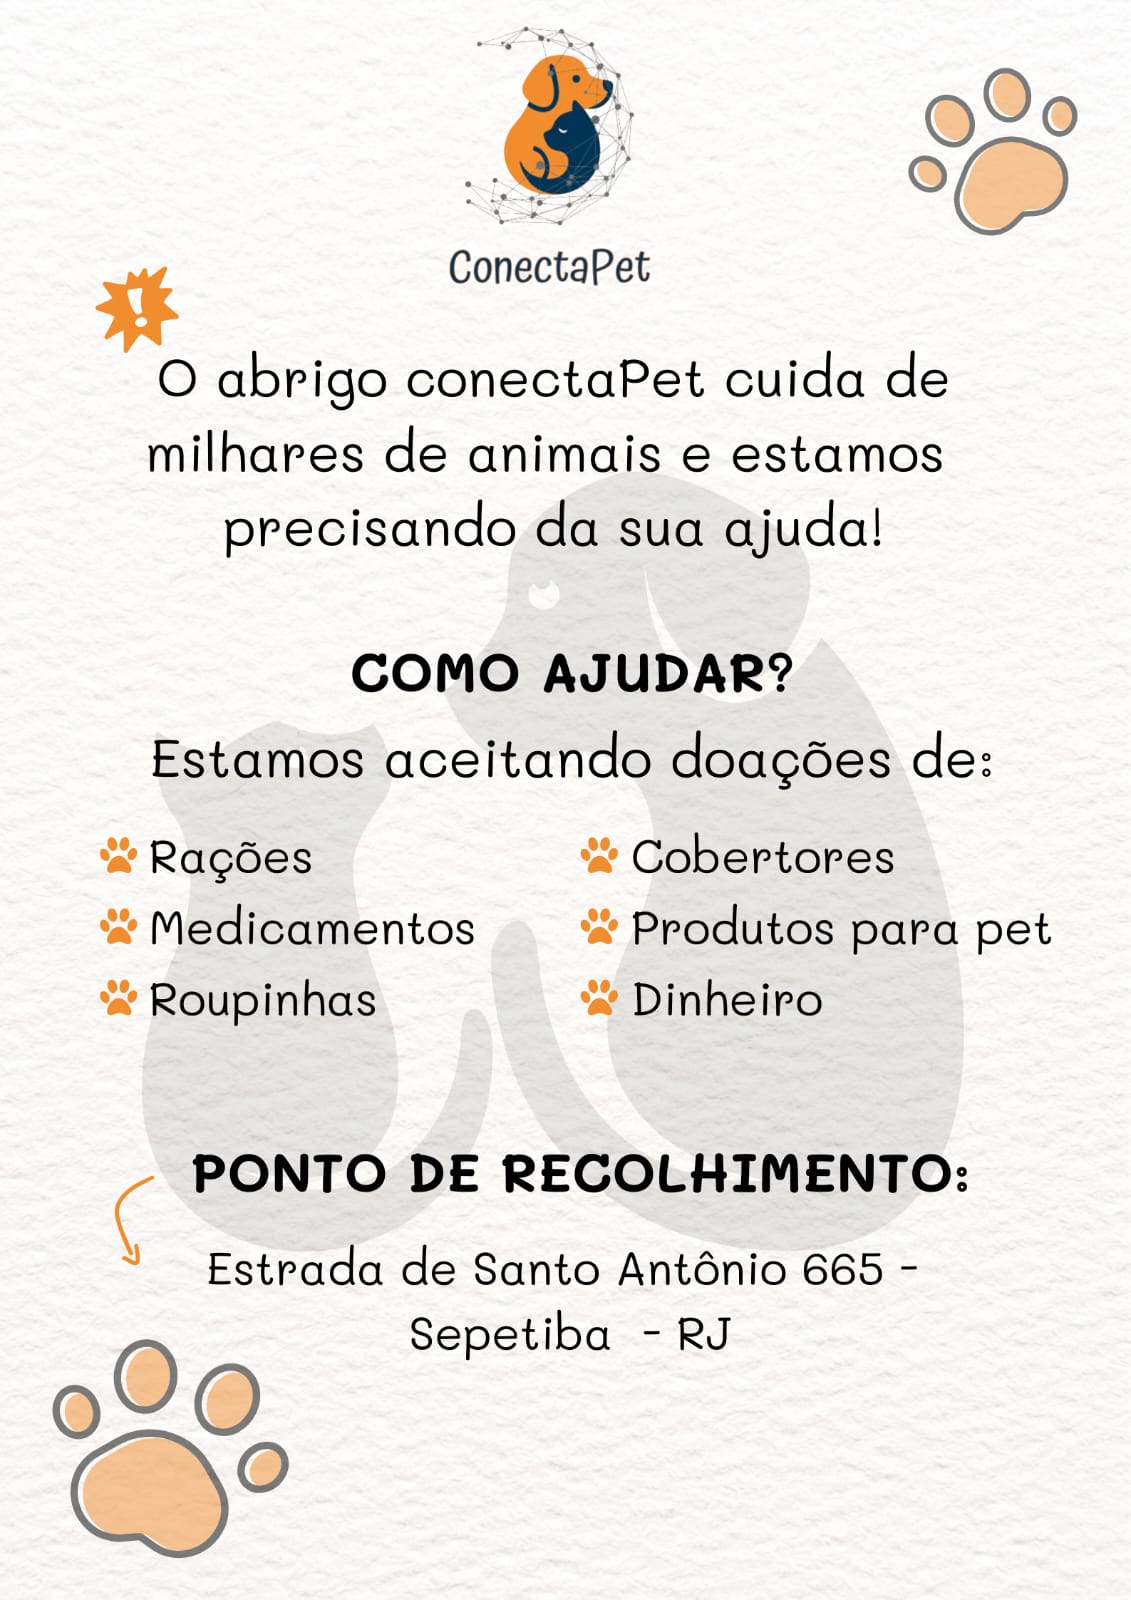 ConectaPet
!
O abrigo conectaPet cuida de
milhares de animais e estamos
precisando da sua ajuda!
COMO AJUDAR?
Estamos aceitando doações de:
Rações
Medicamentos
Roupinhas
Cobertores
Produtos para pet
Dinheiro
PONTO DE RECOLHIMENTO:
Estrada de Santo Antônio 665 -
Sepetiba - RJ